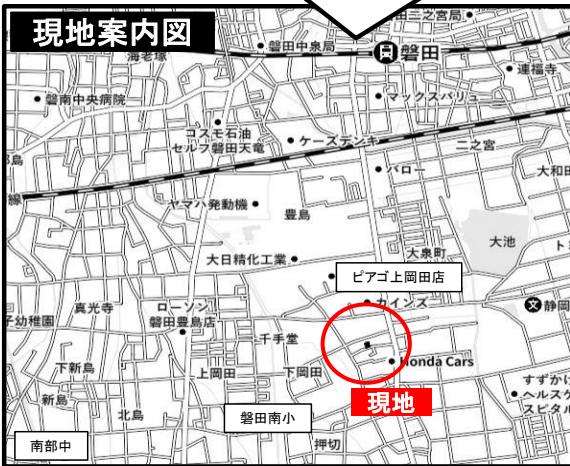 現地案内図
田二之宮局
磐田中泉局
磐田
海老塚
連福寺
磐南中央病院
マックスバリュ
コスモ石油
セルフ磐田天竜
ケーズデンキ
二之宮
バロー
大和田
線
ヤマハ発動機
豊島
大池
大日精化工業
大泉町
ピアゴ上岡田店
カインズ
真光寺
ローソン
磐田豊島店
静岡
子幼稚園
千手堂
Honda Cars
下新島
上岡田
下岡田
現地
すずかけ
ヘルスケ
スピタル
新島
北島
磐田南小
南部中
押切